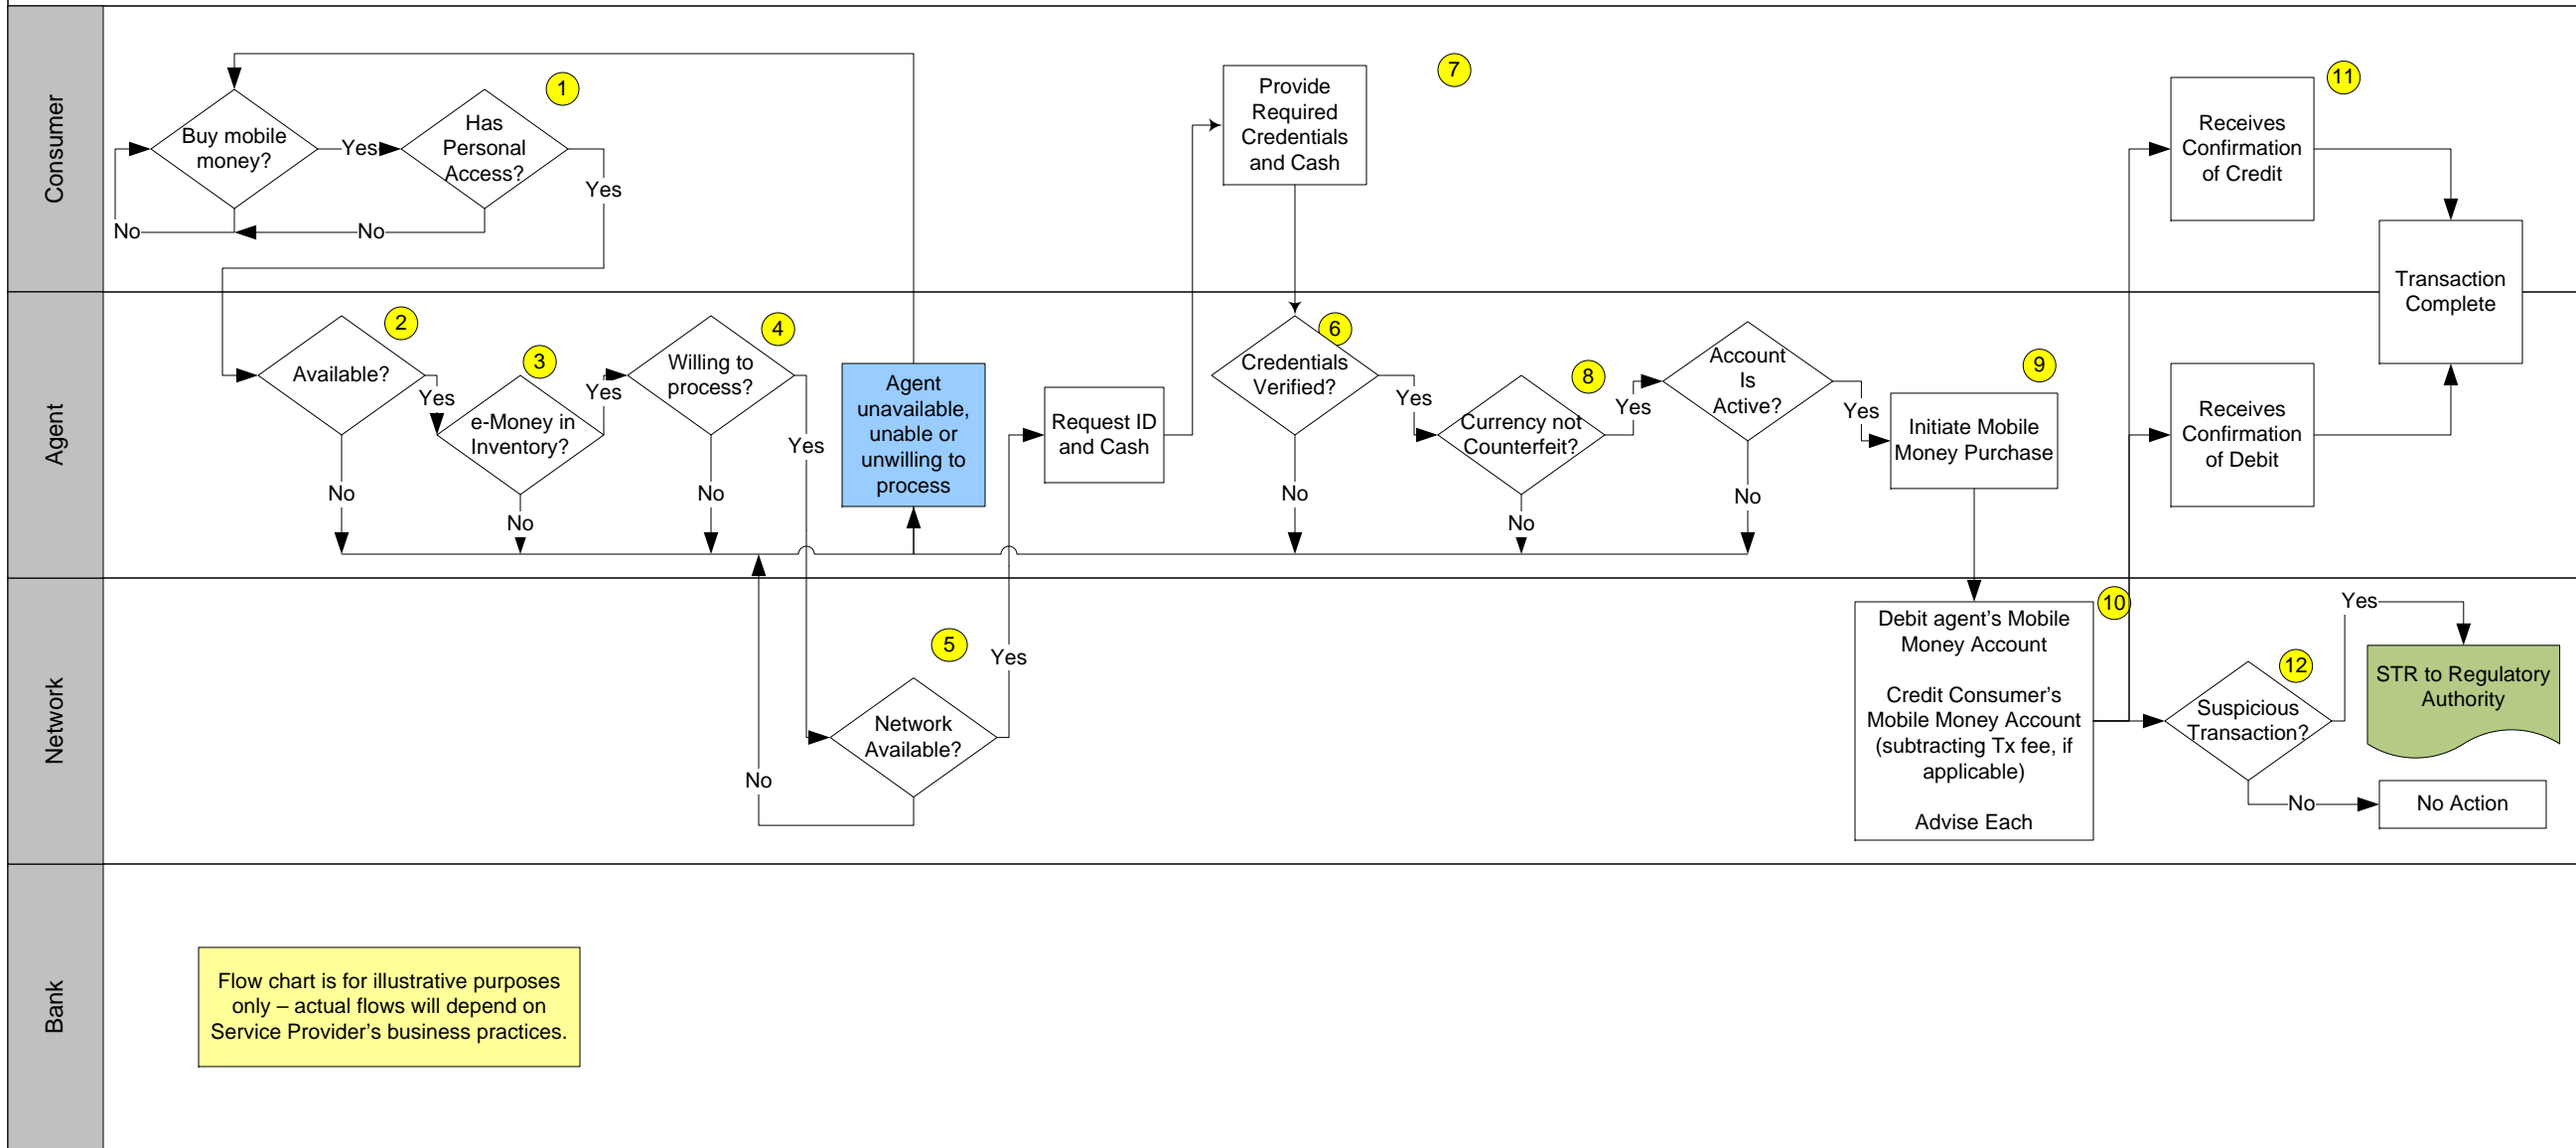 Consumer
Buy mobile
money?
Yes
No
1
Has
Personal
Access?
Yes
No
7
Provide
Required
Credentials
and Cash
11
Receives
Confirmation
of Credit
Transaction
Complete
Agent
2
Available?
Yes
No
3
e-Money in
Inventory?
Yes
No
4
Willing to
process?
Yes
No
Agent
unavailable,
unable or
unwilling to
process
Request ID
and Cash
6
Credentials
Verified?
Yes
No
8
Currency not
Counterfeit?
Yes
No
Account
Is
Active?
Yes
No
9
Initiate Mobile
Money Purchase
Receives
Confirmation
of Debit
Network
5
Network
Available?
Yes
No
10
Debit agent's Mobile
Money Account
Credit Consumer's
Mobile Money Account
(subtracting Tx fee, if
applicable)
Advise Each
12
Suspicious
Transaction?
Yes
No
STR to Regulatory
Authority
No Action
Bank
Flow chart is for illustrative purposes
only – actual flows will depend on
Service Provider's business practices.